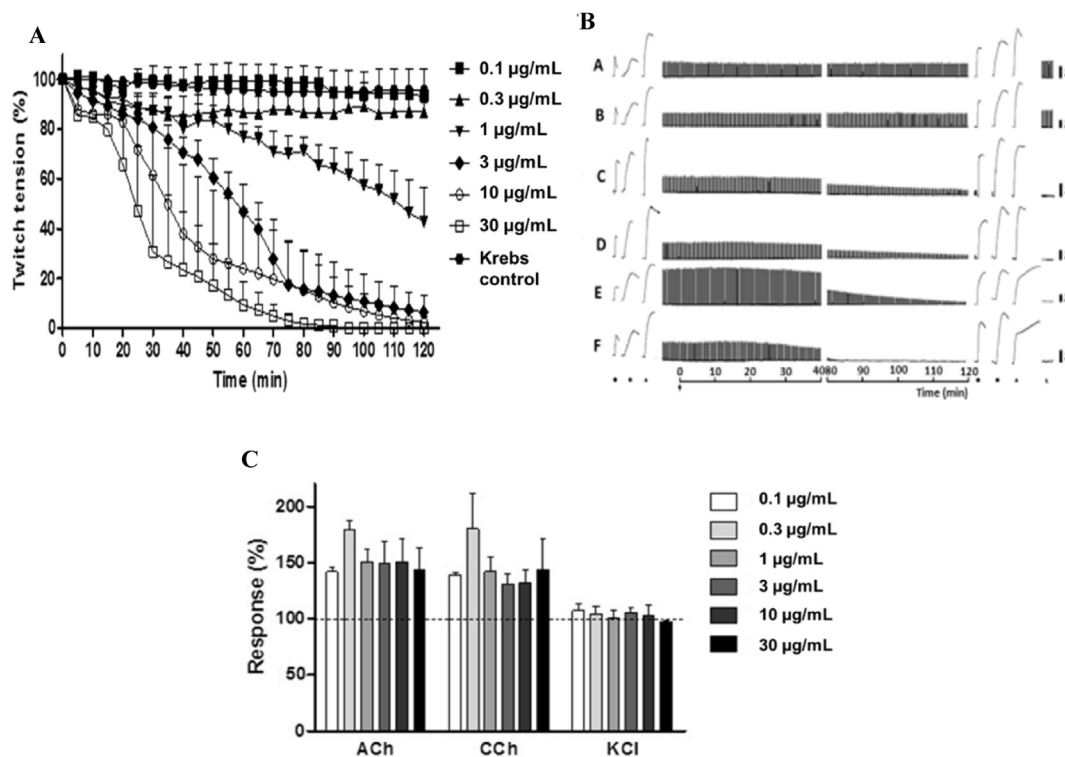 A
Twitch tension (%)
100
80
60
40
20
0
0 10 20 30 40 50 60 70 80 90 100 110 120
Time (min)
0.1 µg/mL
0.3 µg/mL
1 µg/mL
3 µg/mL
10 µg/mL
30 µg/mL
Krebs
control
B
A
B
C
D
E
F
0 10 20 30 40 80 90 100 110 120
Time (min)
C
Response (%)
200
150
100
50
0
ACh CCh KCl
0.1 µg/mL
0.3 µg/mL
1 µg/mL
3 µg/mL
10 µg/mL
30 µg/mL